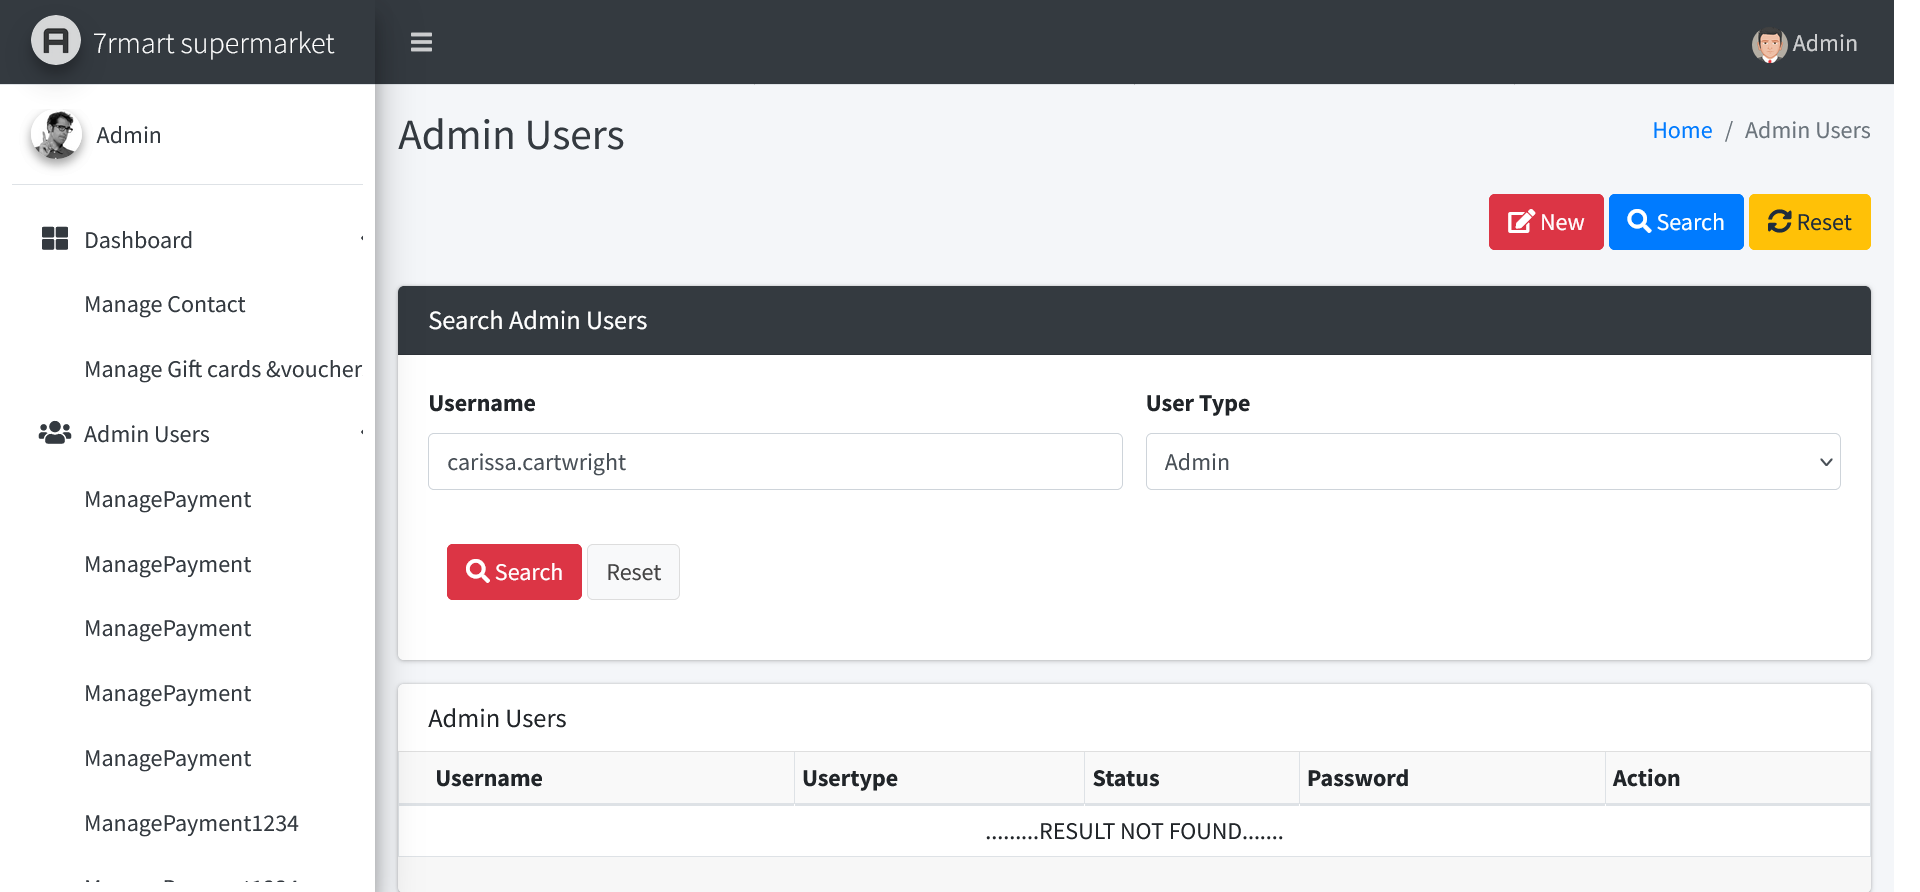 7rmart supermarket
Admin
Admin
Dashboard
Manage Contact
Manage Gift cards &voucher
Admin Users
ManagePayment
ManagePayment
ManagePayment
ManagePayment
ManagePayment
ManagePayment1234
Admin Users
Home / Admin Users
New Search Reset
Search Admin Users
Username User Type
carissa.cartwright Admin
Search Reset
Admin Users
Username Usertype Status Password Action
.........RESULT NOT FOUND.......